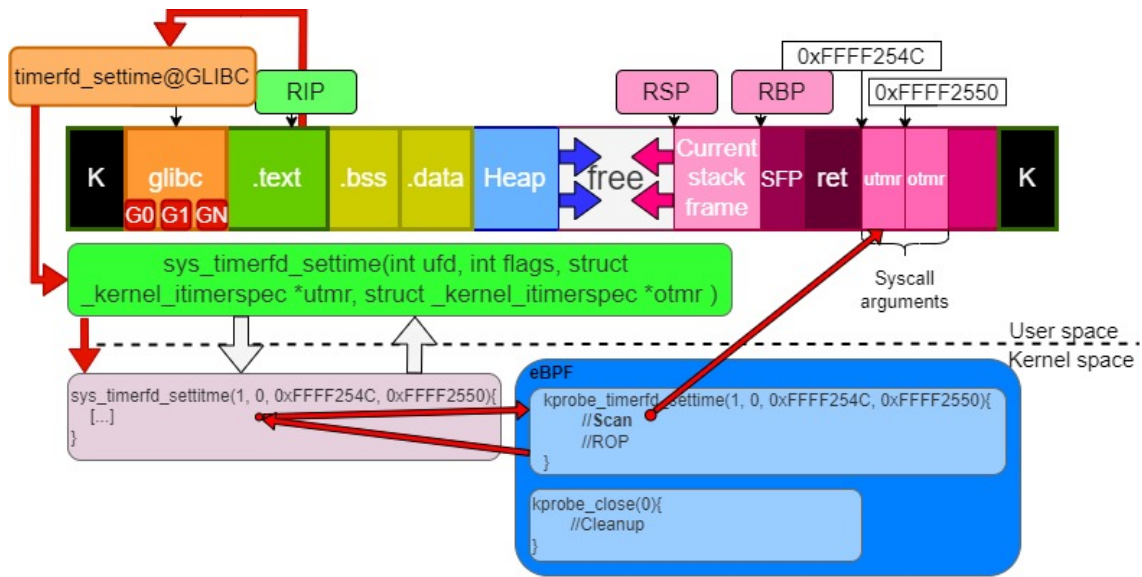 timerfd_settime@GLIBC
RIP
RSP
RBP
0xFFFF254C
0xFFFF2550
K
glibc
G0
G1
GN
.text
.bss
.data
Heap
free
Current
stack
frame
SFP
ret
utmr
otmr
K
sys_timerfd_settime(int ufd, int flags, struct
_kernel_itimerspec *utmr, struct _kernel_itimerspec *otmr )
Syscall
arguments
User space
Kernel space
sys_timerfd_settitme(1, 0, 0xFFFF254C, 0xFFFF2550){
[...]
}
eBPF
kprobe_timerfd_settime(1, 0, 0xFFFF254C, 0xFFFF2550){
//Scan
//ROP
}
kprobe_close(0){
//Cleanup
}